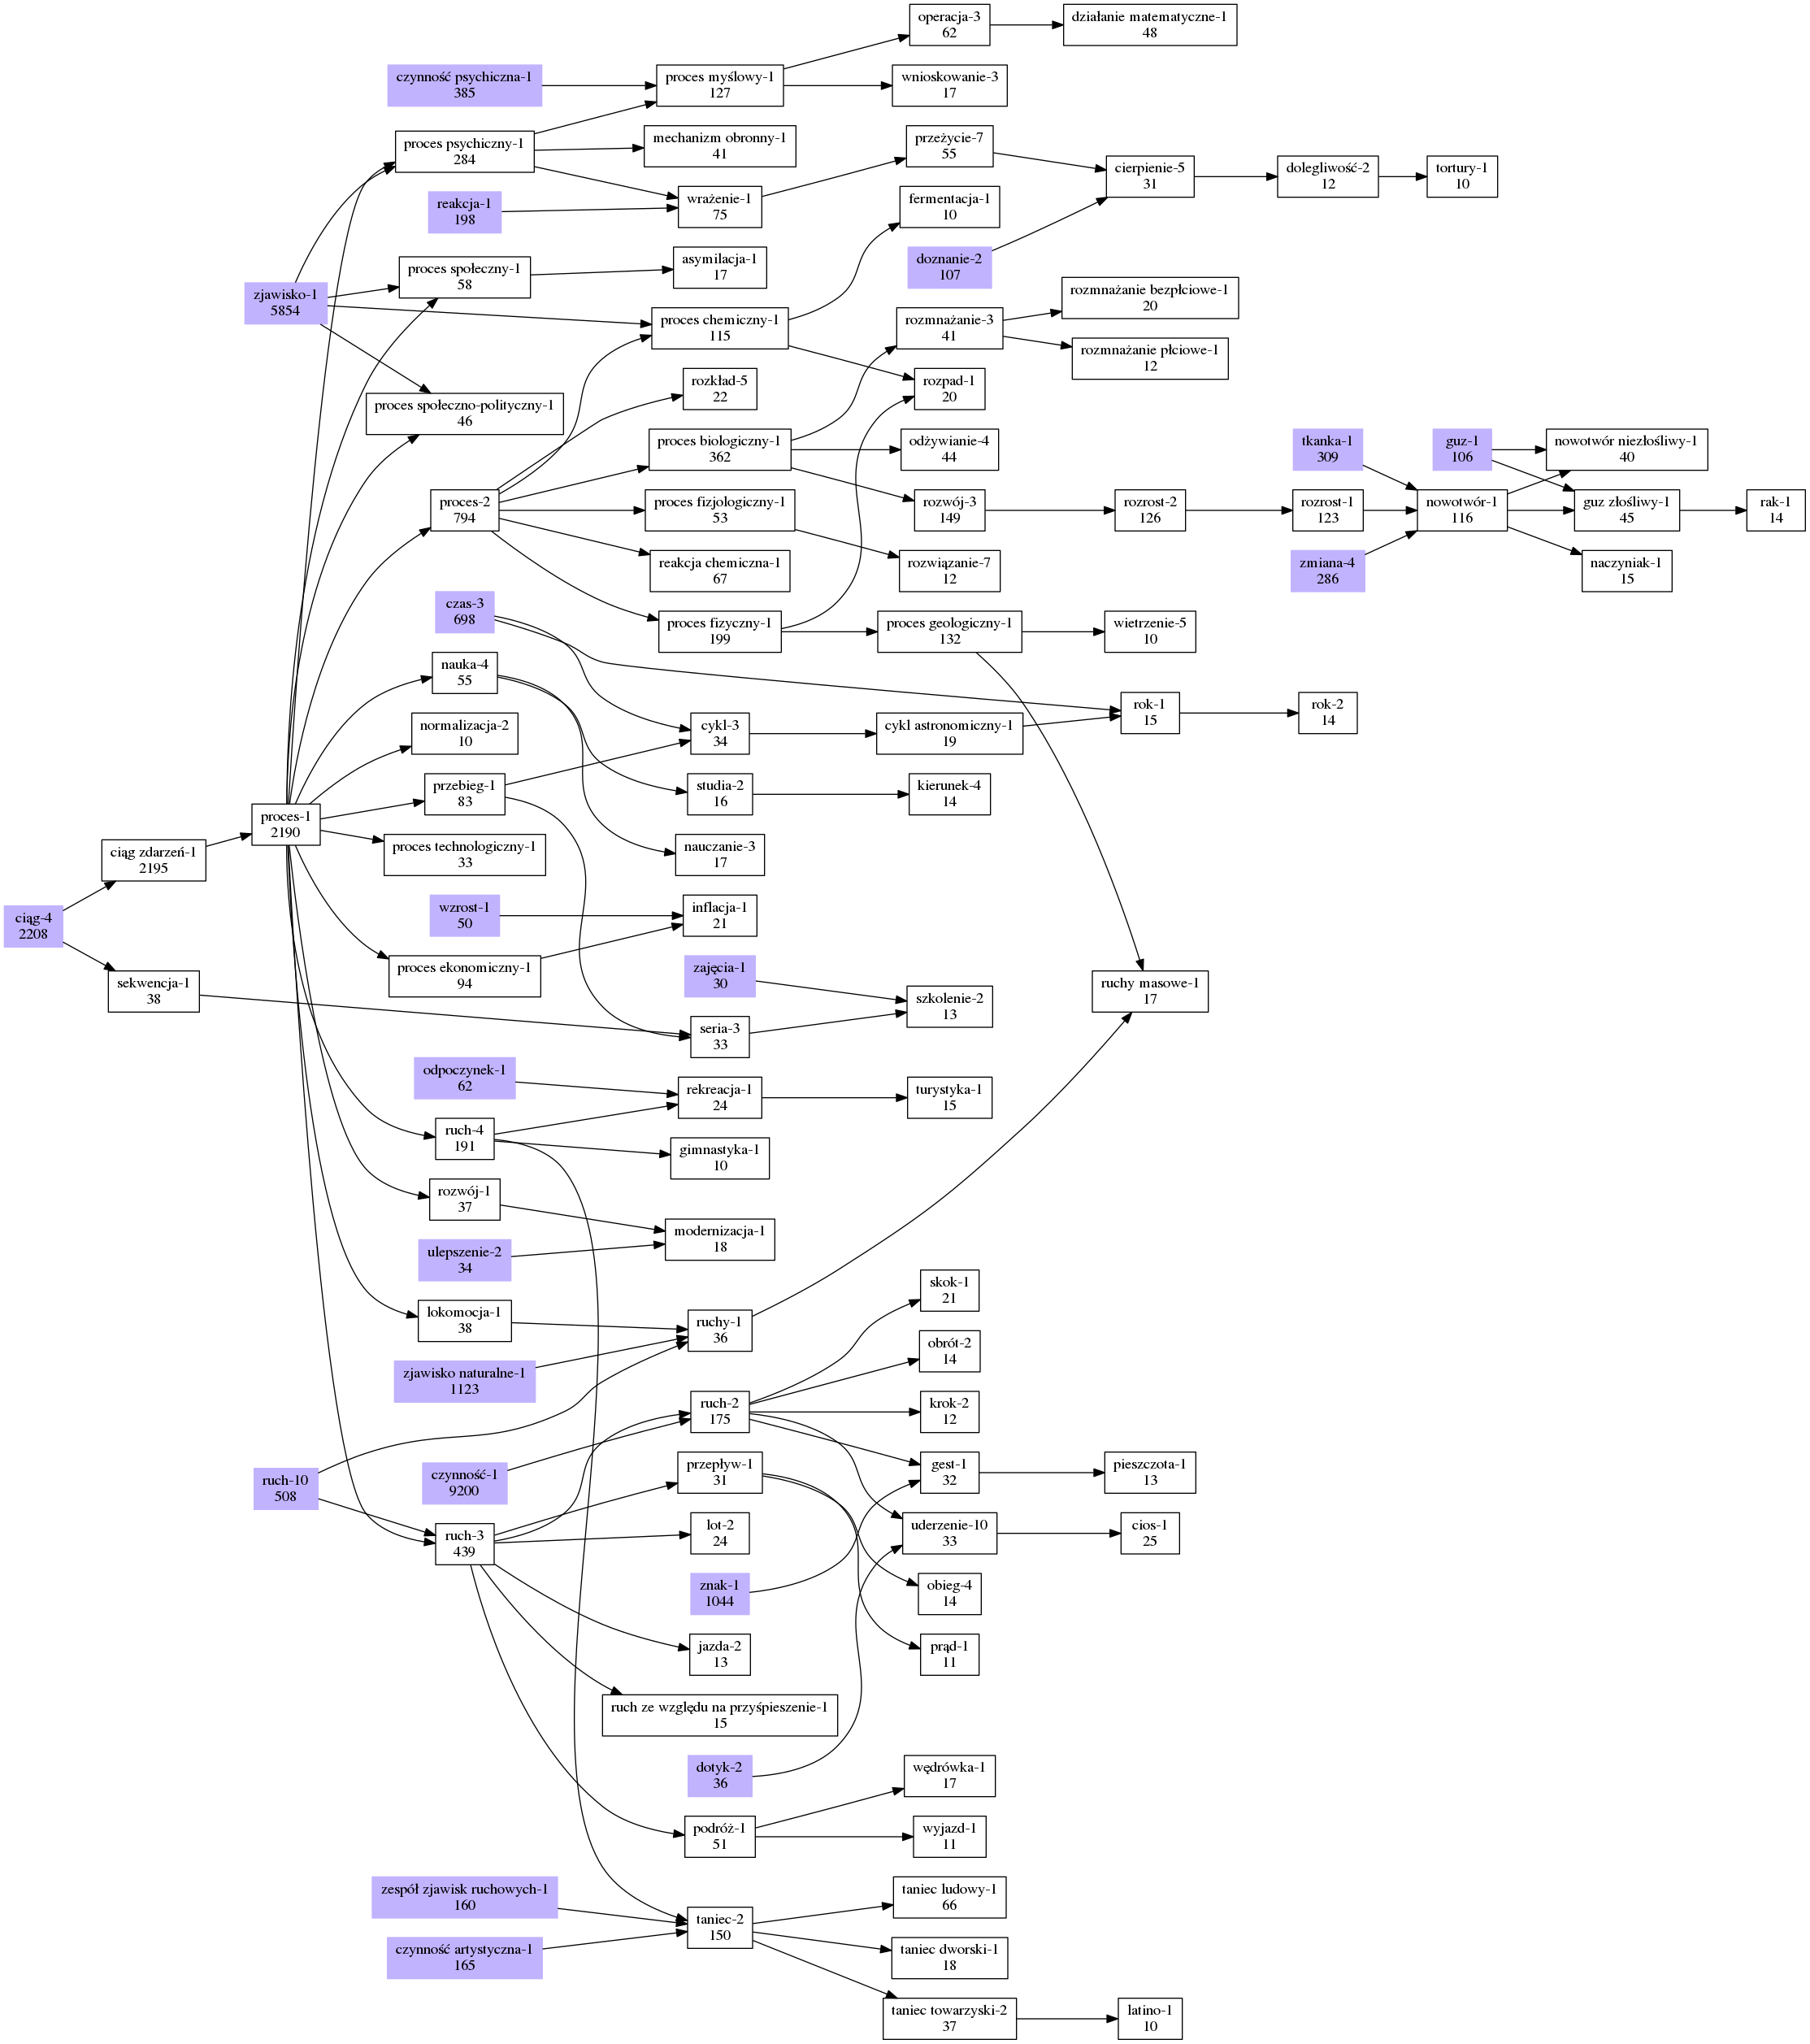 operacja-3
62
działanie matematyczne-1
48
czynność psychiczna-1
385
proces myślowy-1
127
wnioskowanie-3
17
proces psychiczny-1
284
mechanizm obronny-1
41
przeżycie-7
55
cierpienie-5
31
dolegliwość-2
12
tortury-1
10
reakcja-1
198
wrażenie-1
75
fermentacja-1
10
doznanie-2
107
zjawisko-1
5854
proces społeczny-1
58
asymilacja-1
17
rozmnażanie bezpłciowe-1
20
proces chemiczny-1
115
rozmnażanie-3
41
rozmnażanie płciowe-1
12
proces społeczno-polityczny-1
46
rozkład-5
22
rozpad-1
20
proces biologiczny-1
362
odżywianie-4
44
tkanka-1
309
guz-1
106
nowotwór niezłośliwy-1
40
proces-2
794
proces fizjologiczny-1
53
rozwój-3
149
rozrost-2
126
rozrost-1
123
nowotwór-1
116
guz złośliwy-1
45
rak-1
14
reakcja chemiczna-1
67
rozwiązanie-7
12
zmiana-4
286
naczyniak-1
15
czas-3
698
proces fizyczny-1
199
proces geologiczny-1
132
wietrzenie-5
10
nauka-4
55
rok-1
15
rok-2
14
normalizacja-2
10
cykl-3
34
cykl astronomiczny-1
19
przebieg-1
83
studia-2
16
kierunek-4
14
proces-1
2190
ciąg zdarzeń-1
2195
proces technologiczny-1
33
nauczanie-3
17
ciąg-4
2208
wzrost-1
50
inflacja-1
21
sekwencja-1
38
proces ekonomiczny-1
94
zajęcia-1
30
szkolenie-2
13
ruchy masowe-1
17
seria-3
33
odpoczynek-1
62
rekreacja-1
24
turystyka-1
15
ruch-4
191
gimnastyka-1
10
rozwój-1
37
modernizacja-1
18
ulepszenie-2
34
skok-1
21
lokomocja-1
38
ruchy-1
36
obrót-2
14
zjawisko naturalne-1
1123
ruch-2
175
krok-2
12
ruch-10
508
czynność-1
9200
przepływ-1
31
gest-1
32
pieszczota-1
13
ruch-3
439
lot-2
24
uderzenie-10
33
cios-1
25
znak-1
1044
obieg-4
14
jazda-2
13
prąd-1
11
ruch ze względu na przyśpieszenie-1
15
dotyk-2
36
wędrówka-1
17
podróż-1
51
wyjazd-1
11
zespół zjawisk ruchowych-1
160
taniec ludowy-1
66
taniec-2
150
czynność artystyczna-1
165
taniec dworski-1
18
taniec towarzyski-2
37
latino-1
10